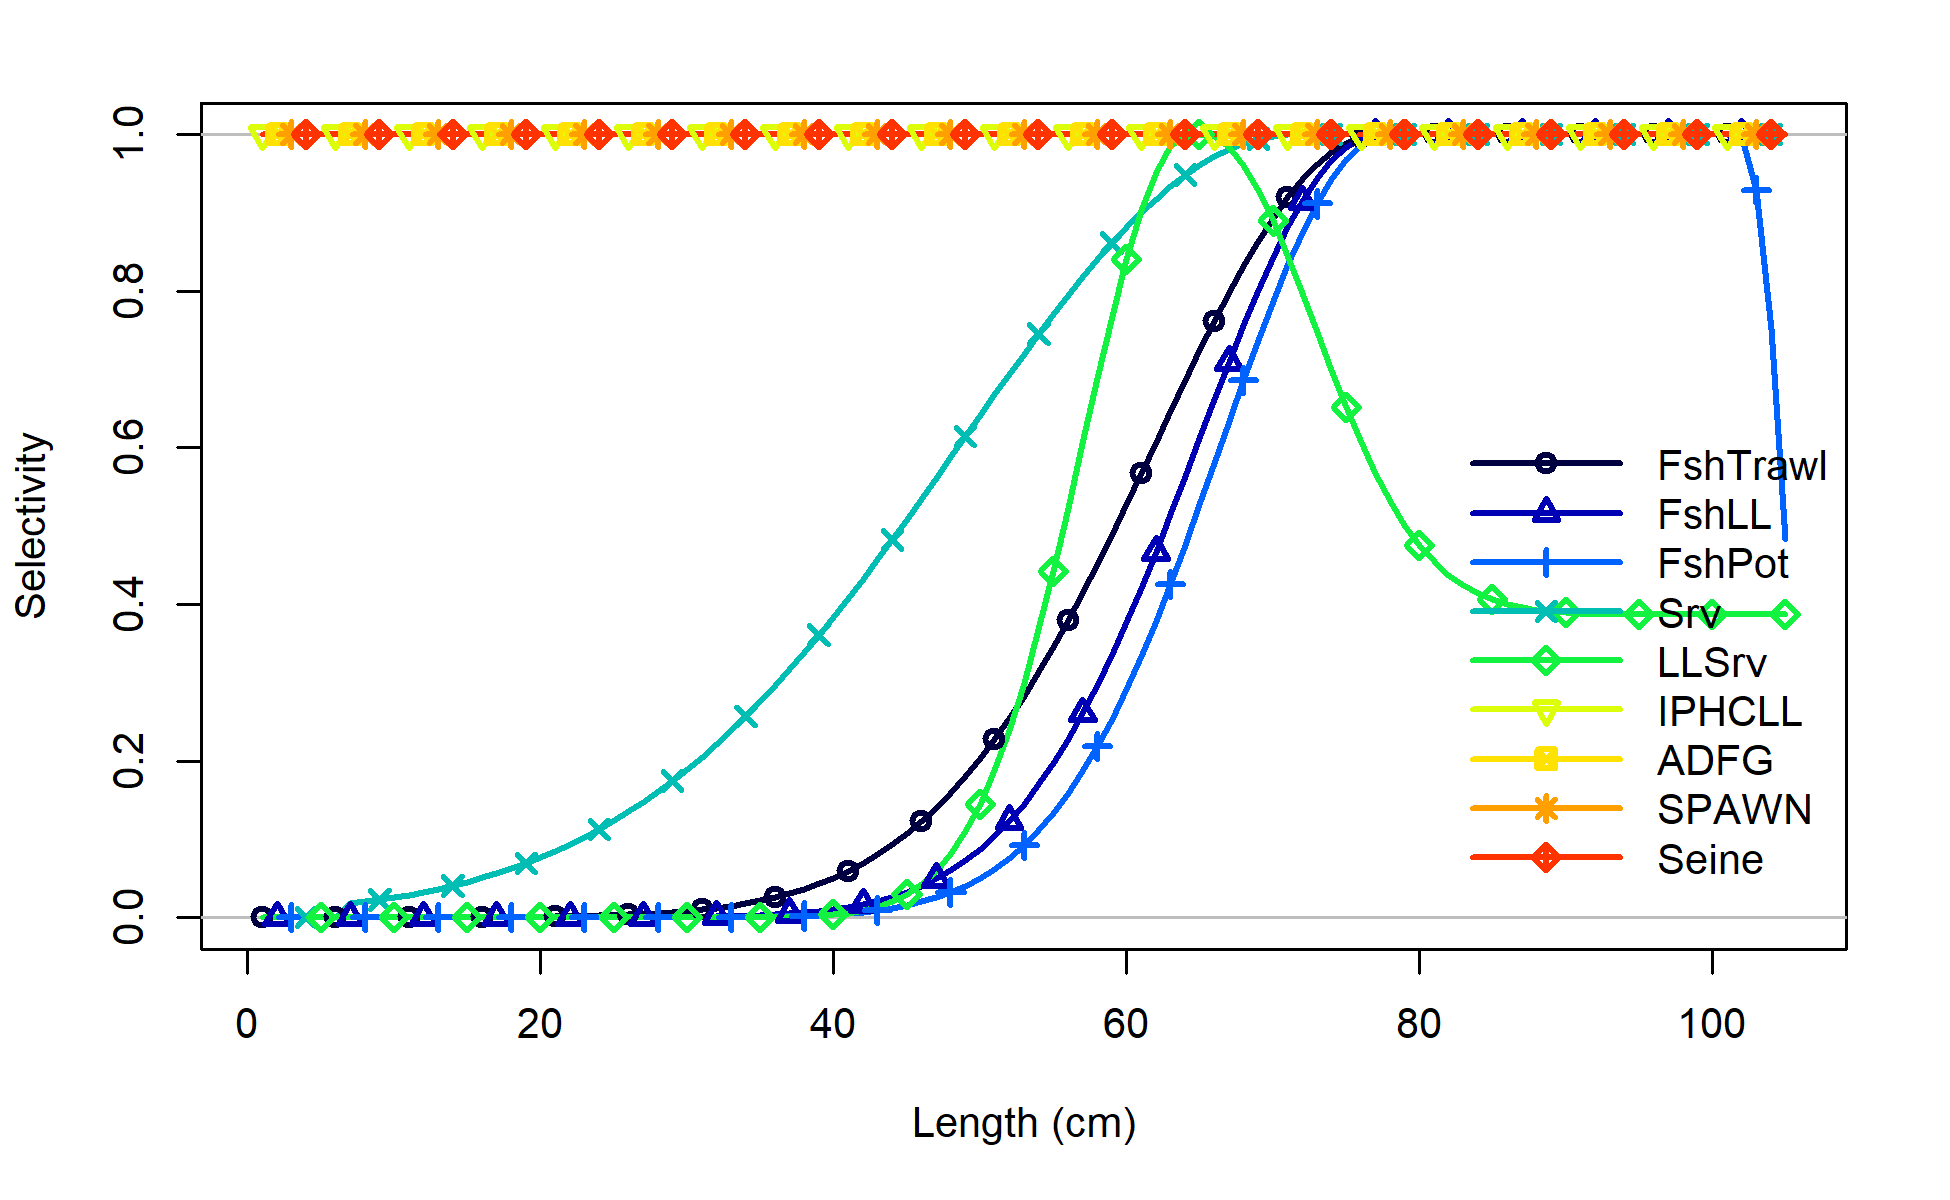 Selectivity
1.0
0.8
0.6
0.4
0.2
0.0
FshTrawl
FshLL
FshPot
Srv
LLSrv
IPHCLL
ADFG
SPAWN
Seine
0 20 40 60 80 100
Length (cm)